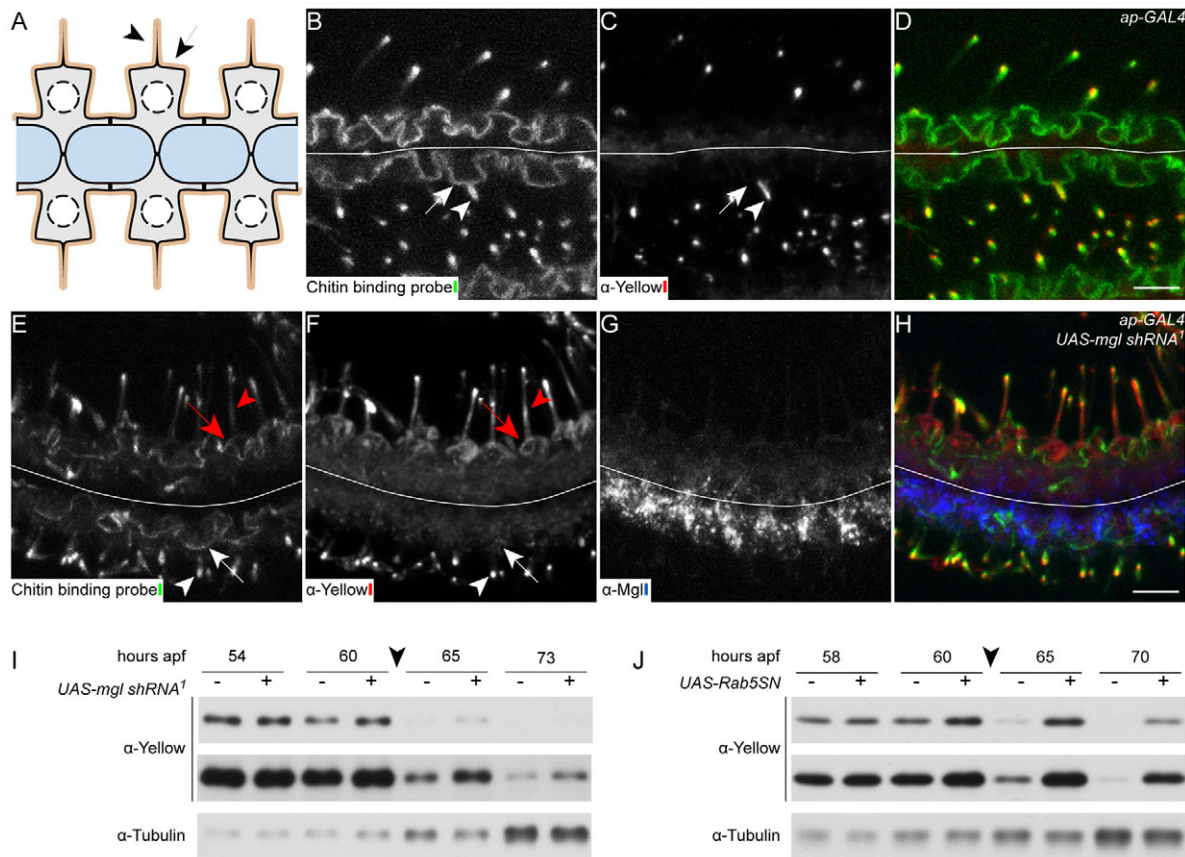 A
B
C
D
ap-GAL4
Chitin binding probe
α-Yellow
E
F
G
H
ap-GAL4
UAS-mgl shRNA¹
Chitin binding probe
α-Yellow
α-Mgl
I
hours apf 54 60 65 73
UAS-mgl shRNA¹ - + - + - + - +
α-Yellow
α-Tubulin
J
hours apf 58 60 65 70
UAS-Rab5SN - + - + - + - +
α-Yellow
α-Tubulin